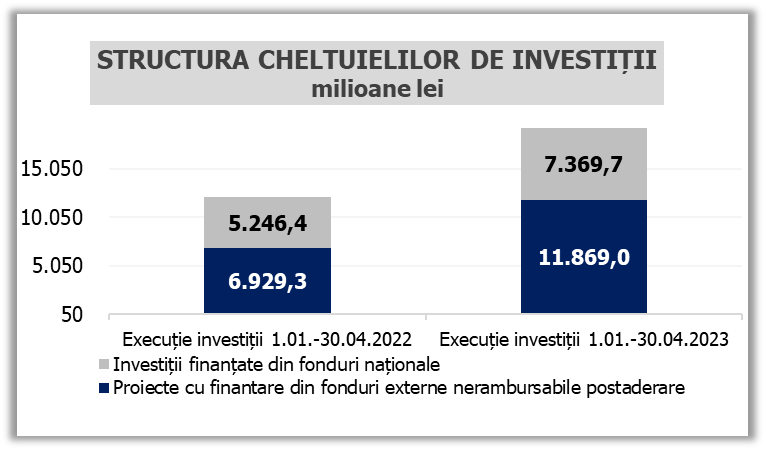 STRUCTURA CHELTUIELILOR DE INVESTIȚII
milioane lei
15.050
10.050
5.050
50
5.246,4
6.929,3
7.369,7
11.869,0
Execuție investiții 1.01.-30.04.2022
Execuție investiții 1.01.-30.04.2023
Investiții finanțate din fonduri naționale
Proiecte cu finantare din fonduri externe nerambursabile postaderare